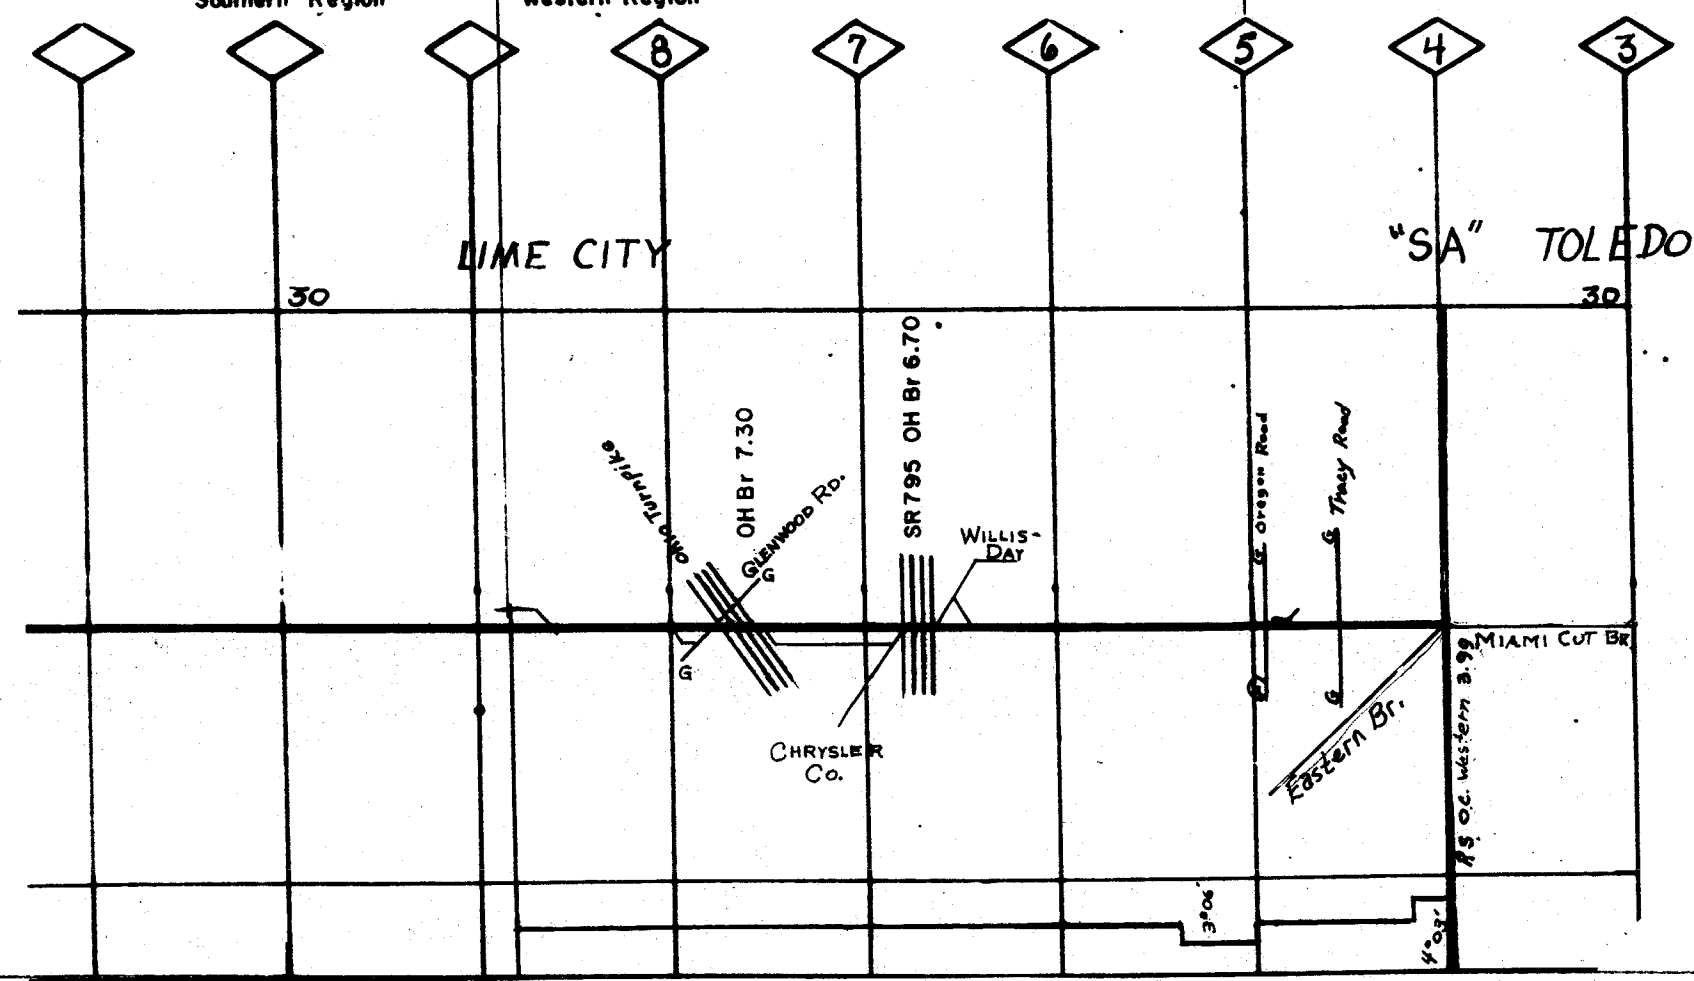 Southern Region
Western Region
8
7
6
5
4
3
LIME CITY
"SA"
TOLEDO
30
30
Ohio Turnpike
OH Br 7.30
GLENWOOD RD.
G
G
SR 795 OH Br 6.70
WILLIS-
DAY
G Oregon Road
G
G Tracy Road
G
MIAMI CUT BR
CHRYSLER
CO.
Eastern Br.
RS O.C. Western 3.99
3°06'
4°03'